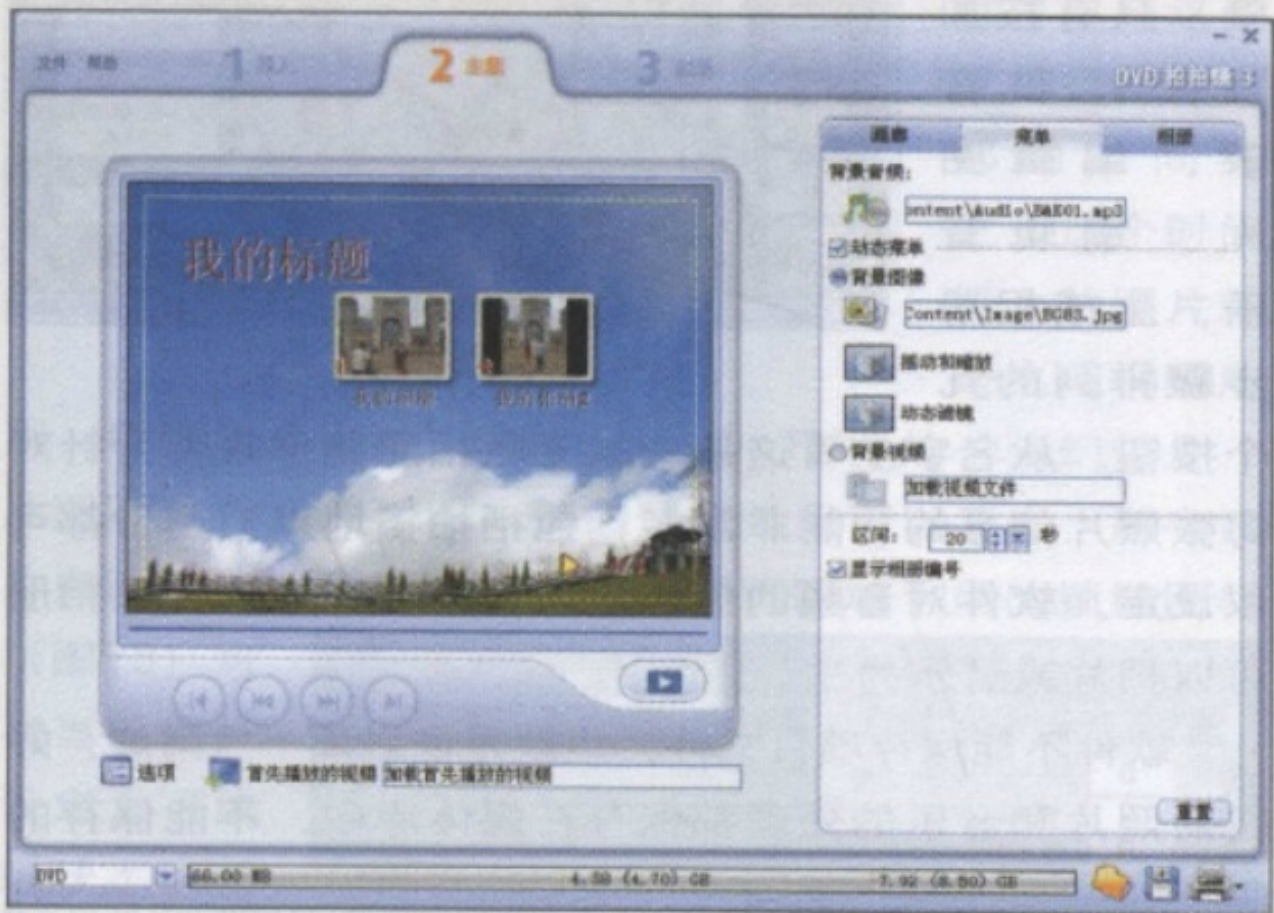 文件 帮助
1
2 主题
3
DVD 拍拍烧 3
画廊 菜单 相册
背景音频:
ontent\Audio\BAE01.mp3
动态菜单
背景图像
Content\Image\BG83.jpg
摇动和缩放
动态滤镜
背景视频
加载视频文件
区间: 20 秒
显示相册编号
重置
我的标题
选项 首先播放的视频 加载首先播放的视频
DVD 66.00 MB 4.38 (4.70) GB 7.92 (8.50) GB